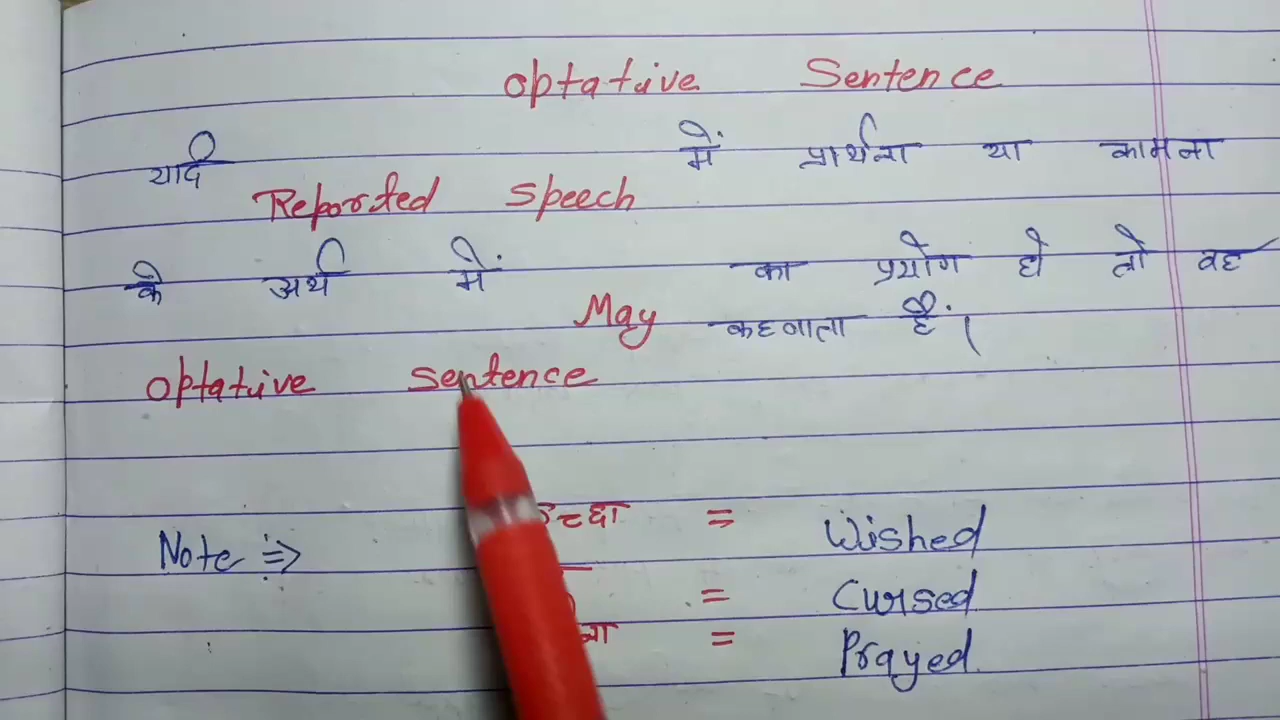 Optative Sentence
यदि Reported Speech में प्रार्थना या कामना
के अर्थ में May का प्रयोग हो तो वह
Optative Sentence कहलाता है।
Note ⇒ = Wished
= Cursed
= Prayed